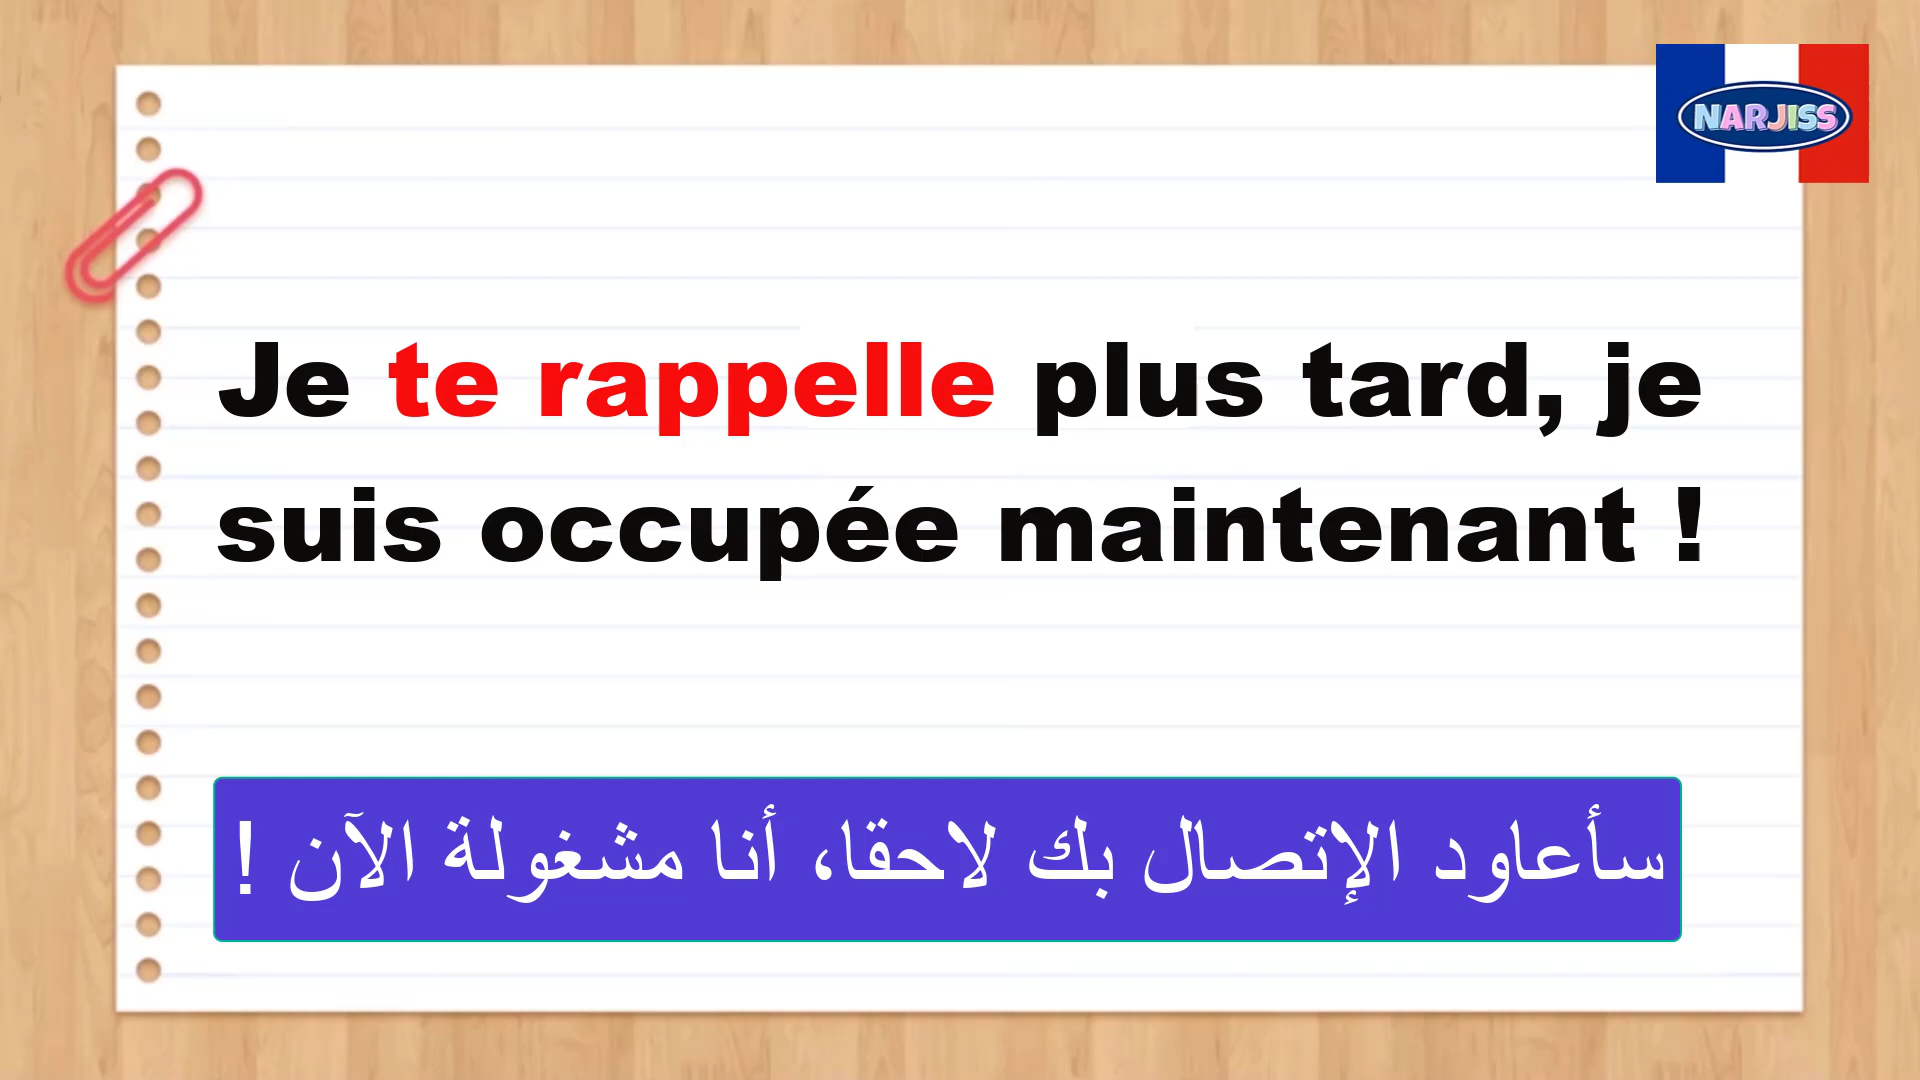 NARJISS
Je te rappelle plus tard, je
suis occupée maintenant !
سأعاود الإتصال بك لاحقا، أنا مشغولة الآن !